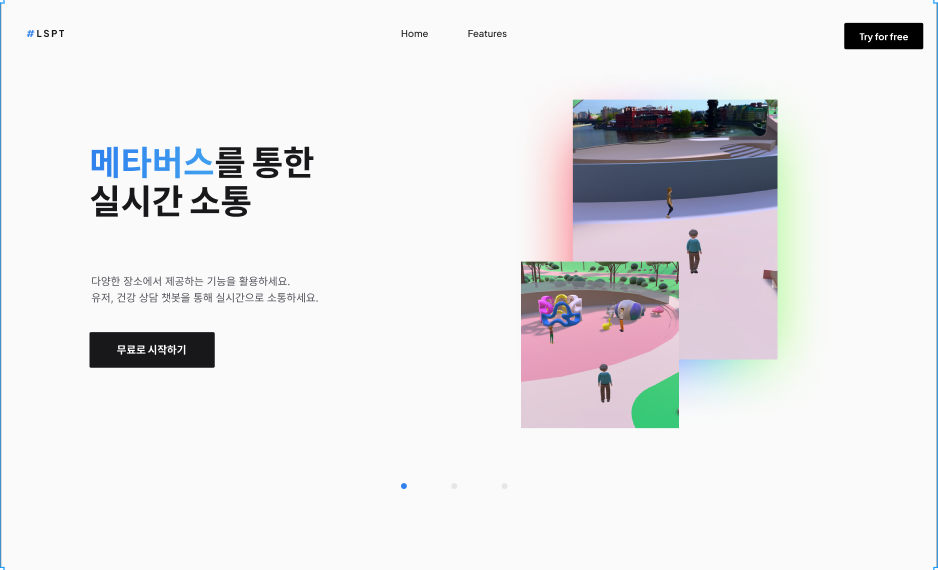 #LSPT
Home
Features
Try for free
메타버스를 통한
실시간 소통
다양한 장소에서 제공하는 기능을 활용하세요.
유저, 건강 상담 챗봇을 통해 실시간으로 소통하세요.
무료로 시작하기